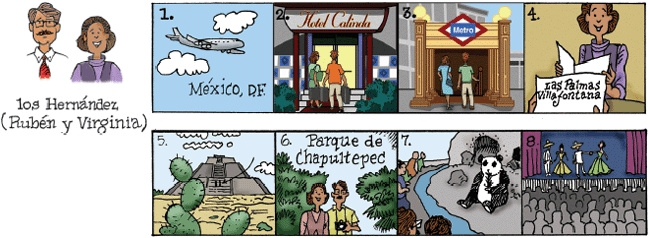 los Hernández
(Rubén y Virginia)
1.
México, D.F.
2.
Hotel Calinda
3.
Metro
4.
Las Palmas
Villafontana
5.
6.
Parque de
Chapultepec
7.
8